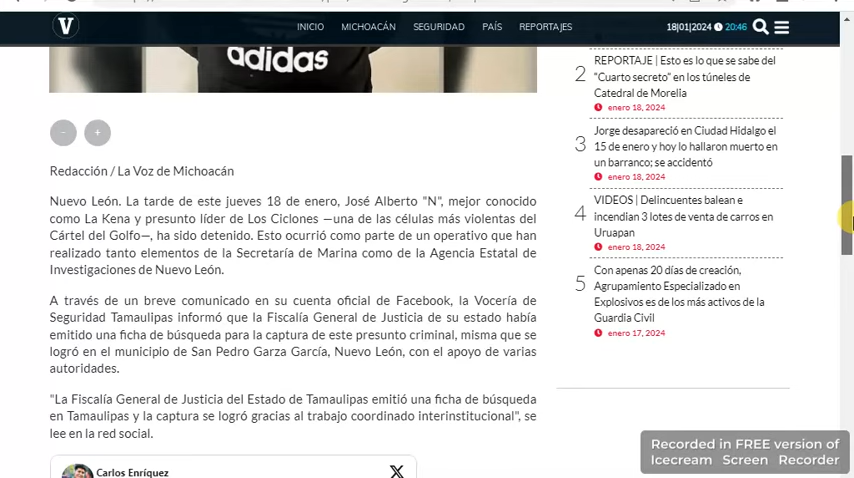 V
INICIO MICHOACÁN SEGURIDAD PAÍS REPORTAJES
18|01|2024 20:46
adidas
- +
Redacción / La Voz de Michoacán
Nuevo León. La tarde de este jueves 18 de enero, José Alberto "N", mejor conocido
como La Kena y presunto líder de Los Ciclones —una de las células más violentas del
Cártel del Golfo—, ha sido detenido. Esto ocurrió como parte de un operativo que han
realizado tanto elementos de la Secretaría de Marina como de la Agencia Estatal de
Investigaciones de Nuevo León.
A través de un breve comunicado en su cuenta oficial de Facebook, la Vocería de
Seguridad Tamaulipas informó que la Fiscalía General de Justicia de su estado había
emitido una ficha de búsqueda para la captura de este presunto criminal, misma que se
logró en el municipio de San Pedro Garza García, Nuevo León, con el apoyo de varias
autoridades.
"La Fiscalía General de Justicia del Estado de Tamaulipas emitió una ficha de búsqueda
en Tamaulipas y la captura se logró gracias al trabajo coordinado interinstitucional", se
lee en la red social.
Carlos Enríquez
X
2 REPORTAJE | Esto es lo que se sabe del
"Cuarto secreto" en los túneles de
Catedral de Morelia
enero 18, 2024
3 Jorge desapareció en Ciudad Hidalgo el
15 de enero y hoy lo hallaron muerto en
un barranco; se accidentó
enero 18, 2024
4 VIDEOS | Delincuentes balean e
incendian 3 lotes de venta de carros en
Uruapan
enero 18, 2024
5 Con apenas 20 días de creación,
Agrupamiento Especializado en
Explosivos es de los más activos de la
Guardia Civil
enero 17, 2024
Recorded in FREE version of
Icecream Screen Recorder